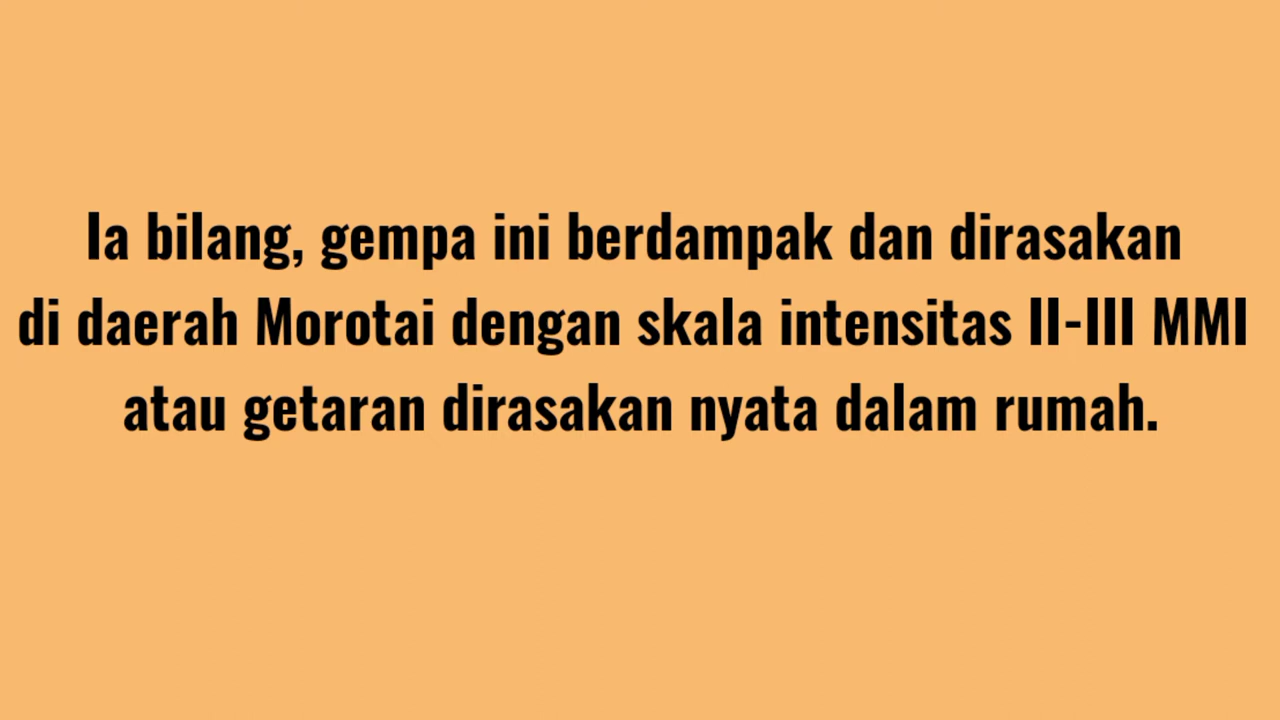 Ia bilang, gempa ini berdampak dan dirasakan
di daerah Morotai dengan skala intensitas II-III MMI
atau getaran dirasakan nyata dalam rumah.